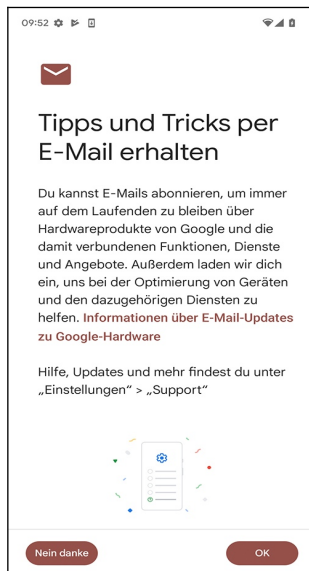 09:52
Tipps und Tricks per
E-Mail erhalten
Du kannst E-Mails abonnieren, um immer
auf dem Laufenden zu bleiben über
Hardwareprodukte von Google und die
damit verbundenen Funktionen, Dienste
und Angebote. Außerdem laden wir dich
ein, uns bei der Optimierung von Geräten
und den dazugehörigen Diensten zu
helfen. Informationen über E-Mail-Updates
zu Google-Hardware
Hilfe, Updates und mehr findest du unter
„Einstellungen“ > „Support“
Nein danke
OK